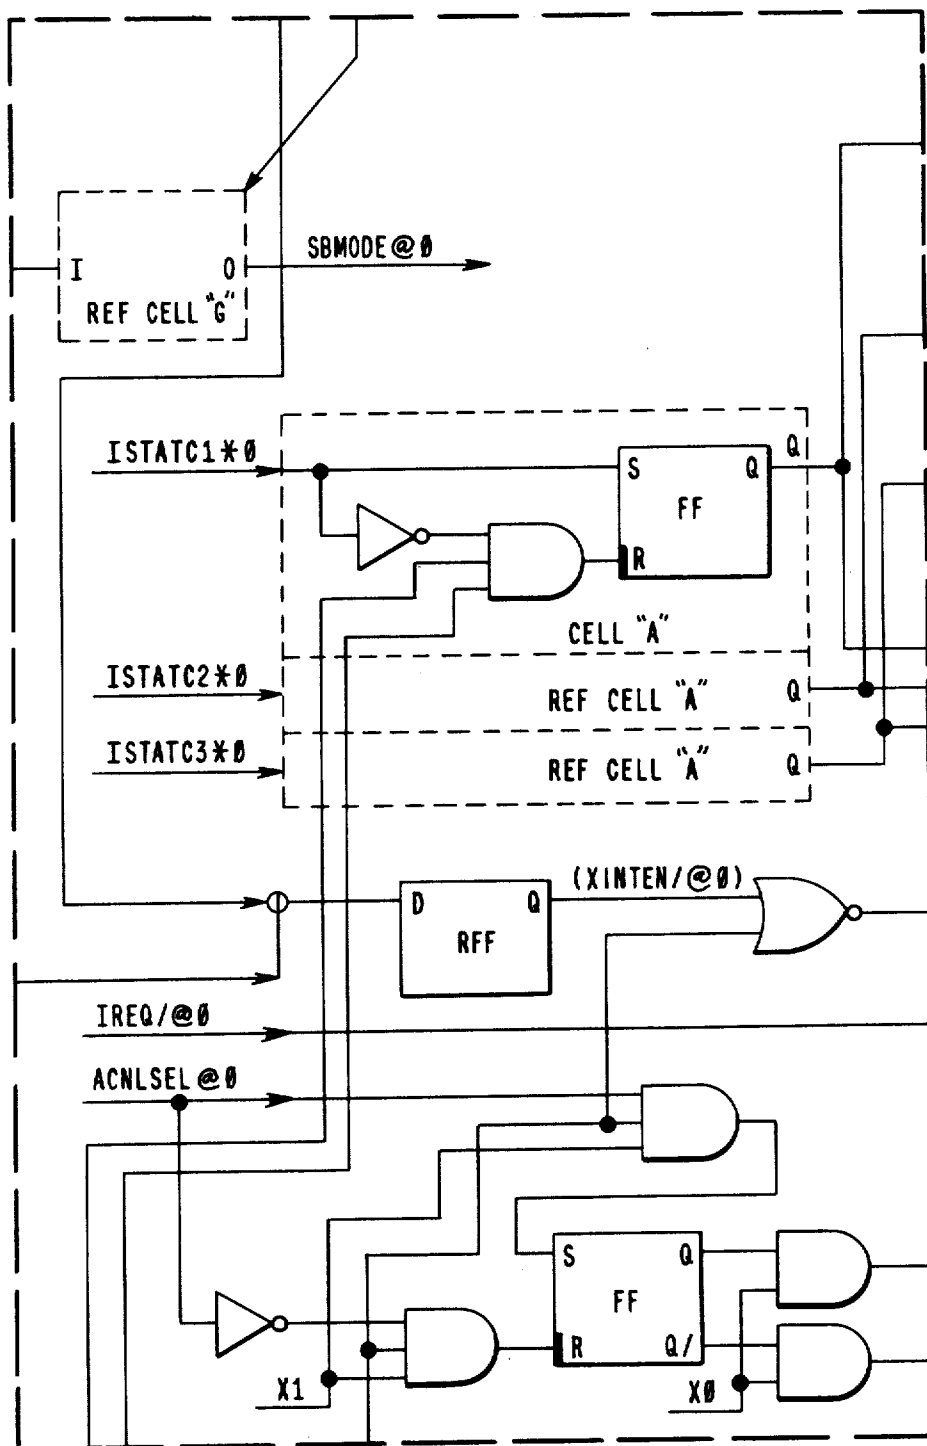 SBMODE@0
I O
REF CELL "G"
ISTATC1*0
S Q Q
FF
R
CELL "A"
ISTATC2*0
REF CELL "A" Q
ISTATC3*0
REF CELL "A" Q
(XINTEN/@0)
D Q
RFF
IREQ/@0
ACNLSEL@0
S Q
FF
R Q/
X1
X0